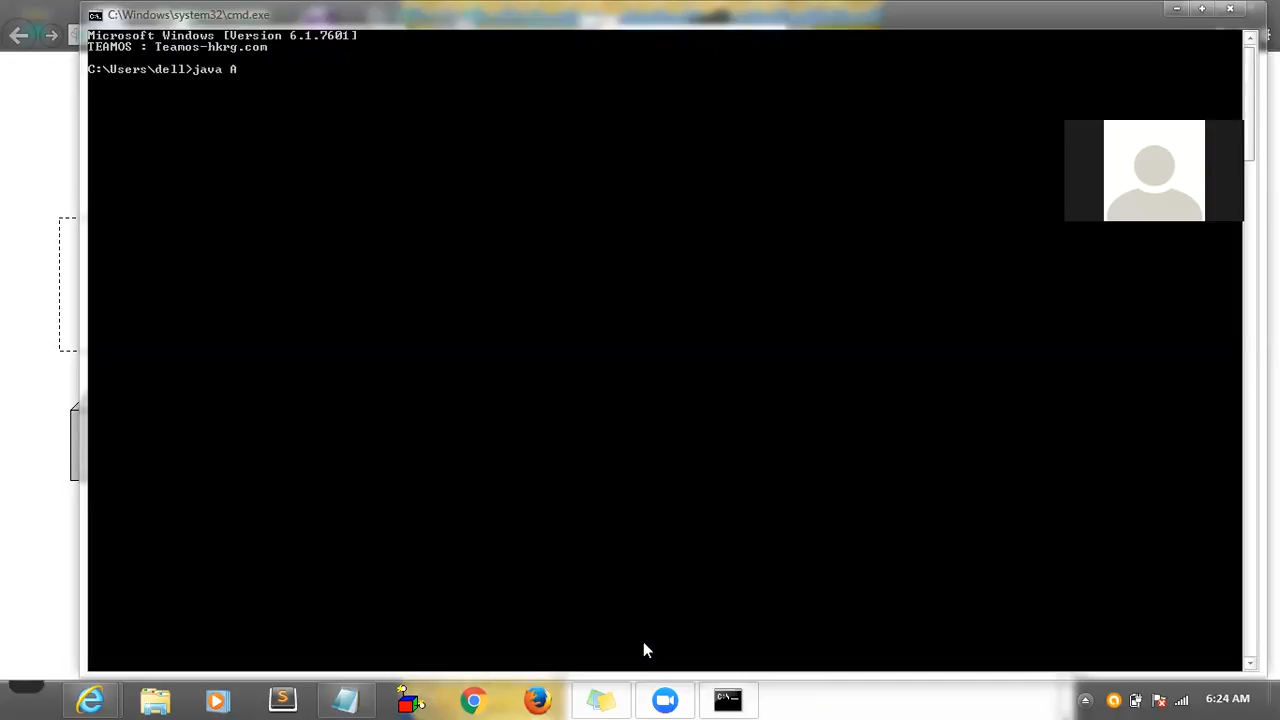 C:\Windows\system32\cmd.exe
Microsoft Windows [Version 6.1.7601]
TEAMOS : Teamos-hkrg.com
C:\Users\dell>java A
6:24 AM